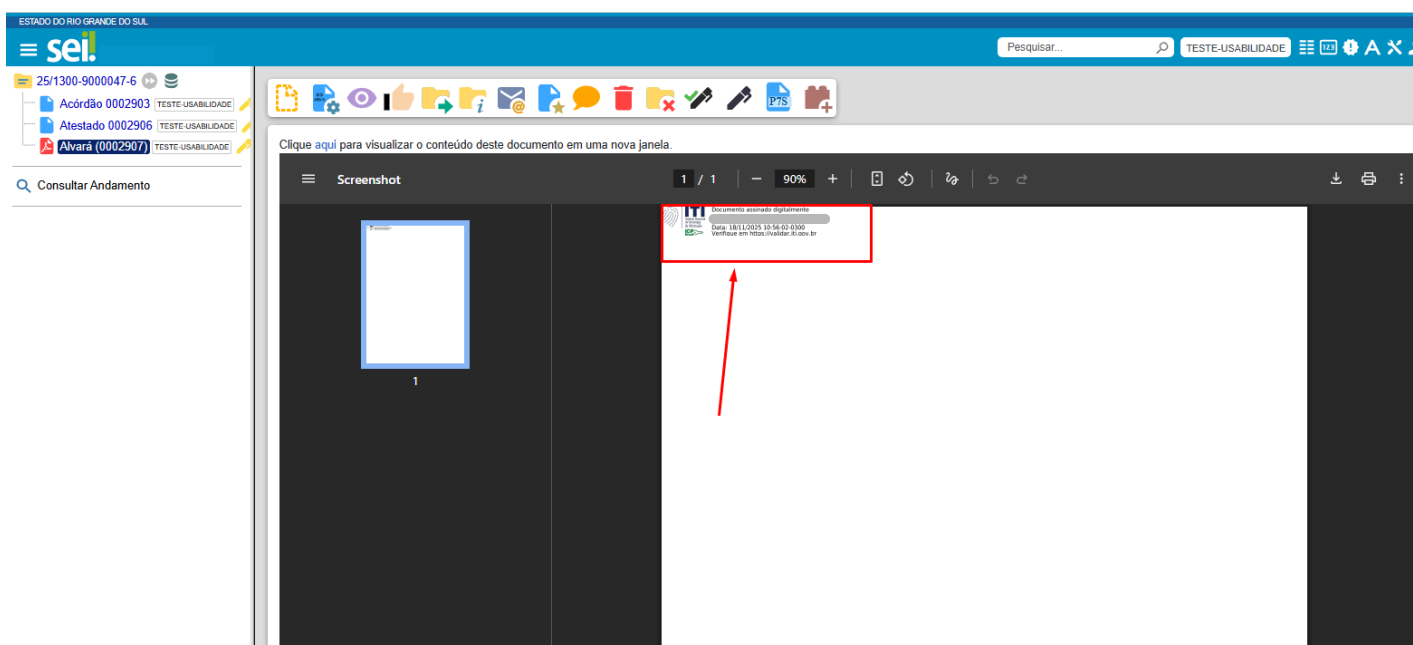 ESTADO DO RIO GRANDE DO SUL
sei!
Pesquisar...
TESTE-USABILIDADE
123
A
25/1300-9000047-6
Acórdão 0002903 TESTE-USABILIDADE
Atestado 0002906 TESTE-USABILIDADE
Alvará (0002907) TESTE-USABILIDADE
Consultar Andamento
P7S
Clique aqui para visualizar o conteúdo deste documento em uma nova janela.
Screenshot
1 / 1
90%
1
ITI
Documento assinado digitalmente
Data: 18/11/2025 10:56:02-0300
Verifique em https://validar.iti.gov.br